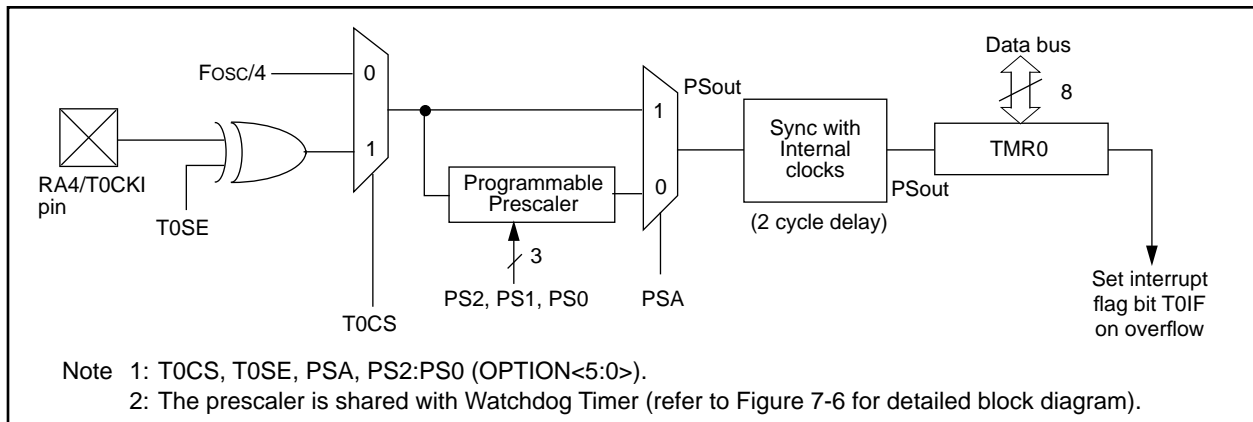 Data bus
8
FOSC/4
0
1
RA4/T0CKI
pin
T0SE
T0CS
Programmable
Prescaler
3
PS2, PS1, PS0
1
0
PSA
PSout
Sync with
Internal
clocks
(2 cycle delay)
PSout
TMR0
Set interrupt
flag bit T0IF
on overflow
Note 1: T0CS, T0SE, PSA, PS2:PS0 (OPTION<5:0>).
2: The prescaler is shared with Watchdog Timer (refer to Figure 7-6 for detailed block diagram).